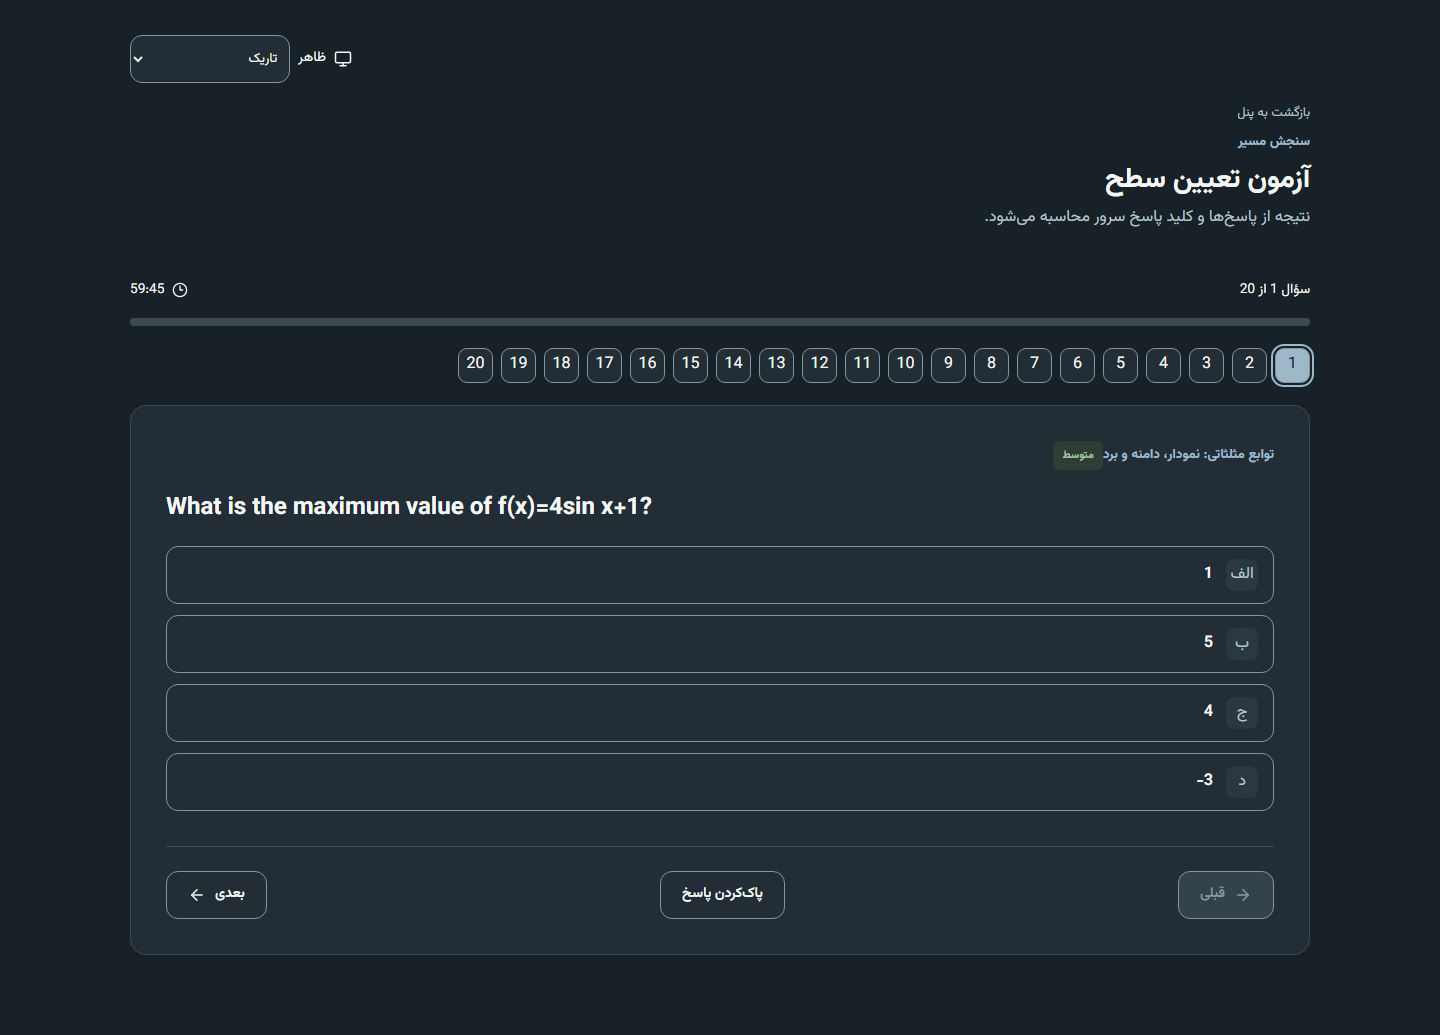 ظاهر تاریک
بازگشت به پنل
سنجش مسیر
آزمون تعیین سطح
نتیجه از پاسخ‌ها و کلید پاسخ سرور محاسبه می‌شود.
سؤال 1 از 20
59:45
1 2 3 4 5 6 7 8 9 10 11 12 13 14 15 16 17 18 19 20
توابع مثلثاتی: نمودار، دامنه و برد متوسط
What is the maximum value of f(x)=4sin x+1?
الف 1
ب 5
ج 4
د -3
قبلی
پاک‌کردن پاسخ
بعدی